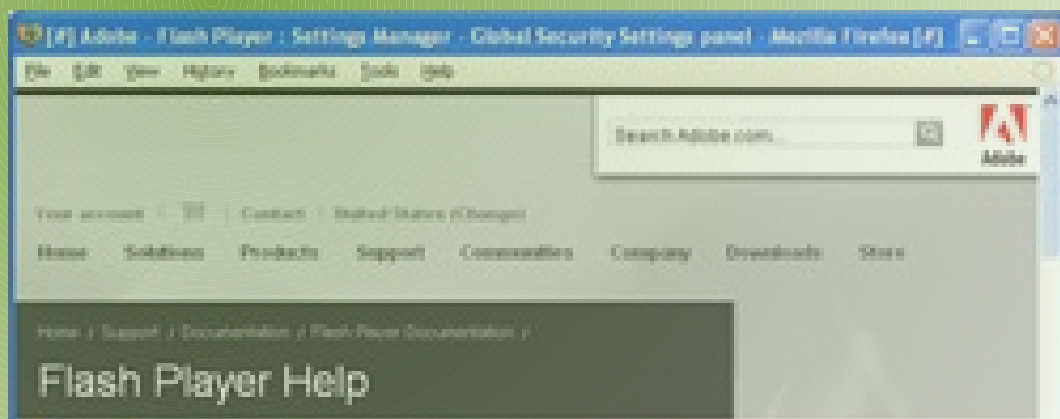 [#] Adobe - Flash Player : Settings Manager - Global Security Settings panel - Mozilla Firefox [#]
File Edit View History Bookmarks Tools Help
Search Adobe.com...
Adobe
Your account | Contact | United States (Change)
Home Solutions Products Support Communities Company Downloads Store
Home / Support / Documentation / Flash Player Documentation /
Flash Player Help